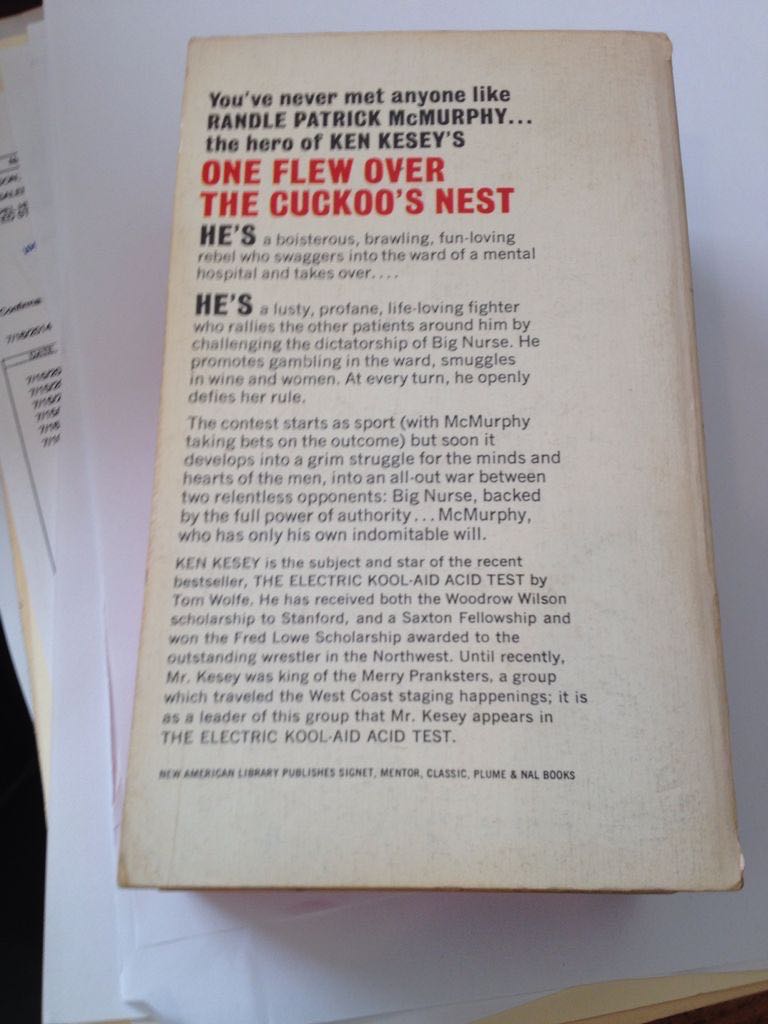 You've never met anyone like
RANDLE PATRICK McMURPHY...
the hero of KEN KESEY'S
ONE FLEW OVER
THE CUCKOO'S NEST
HE'S a boisterous, brawling, fun-loving
rebel who swaggers into the ward of a mental
hospital and takes over....
HE'S a lusty, profane, life-loving fighter
who rallies the other patients around him by
challenging the dictatorship of Big Nurse. He
promotes gambling in the ward, smuggles
in wine and women. At every turn, he openly
defies her rule.
The contest starts as sport (with McMurphy
taking bets on the outcome) but soon it
develops into a grim struggle for the minds and
hearts of the men, into an all-out war between
two relentless opponents: Big Nurse, backed
by the full power of authority... McMurphy,
who has only his own indomitable will.
KEN KESEY is the subject and star of the recent
bestseller, THE ELECTRIC KOOL-AID ACID TEST by
Tom Wolfe. He has received both the Woodrow Wilson
scholarship to Stanford, and a Saxton Fellowship and
won the Fred Lowe Scholarship awarded to the
outstanding wrestler in the Northwest. Until recently,
Mr. Kesey was king of the Merry Pranksters, a group
which traveled the West Coast staging happenings; it is
as a leader of this group that Mr. Kesey appears in
THE ELECTRIC KOOL-AID ACID TEST.
NEW AMERICAN LIBRARY PUBLISHES SIGNET, MENTOR, CLASSIC, PLUME & NAL BOOKS
7/16/2014
DATE